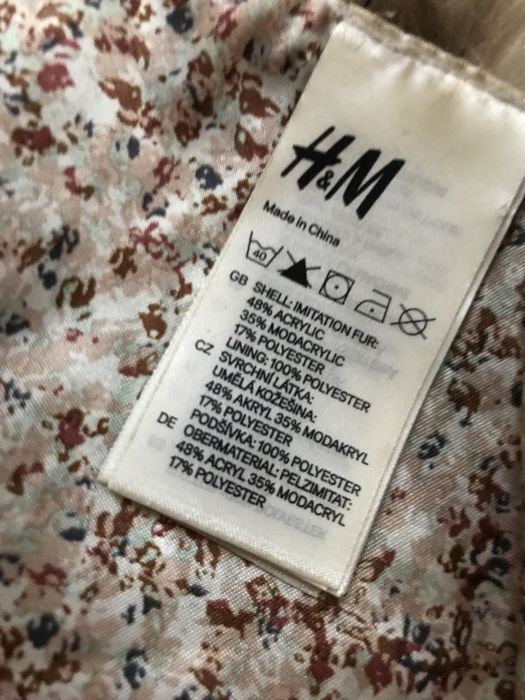 H&M
Made in China
40
GB SHELL: IMITATION FUR:
48% ACRYLIC
35% MODACRYLIC
17% POLYESTER
LINING: 100% POLYESTER
CZ SVRCHNÍ LÁTKA:
UMĚLÁ KOŽEŠINA:
48% AKRYL 35% MODAKRYL
17% POLYESTER
PODŠÍVKA: 100% POLYESTER
DE OBERMATERIAL: PELZIMITAT:
48% ACRYL 35% MODACRYL
17% POLYESTER